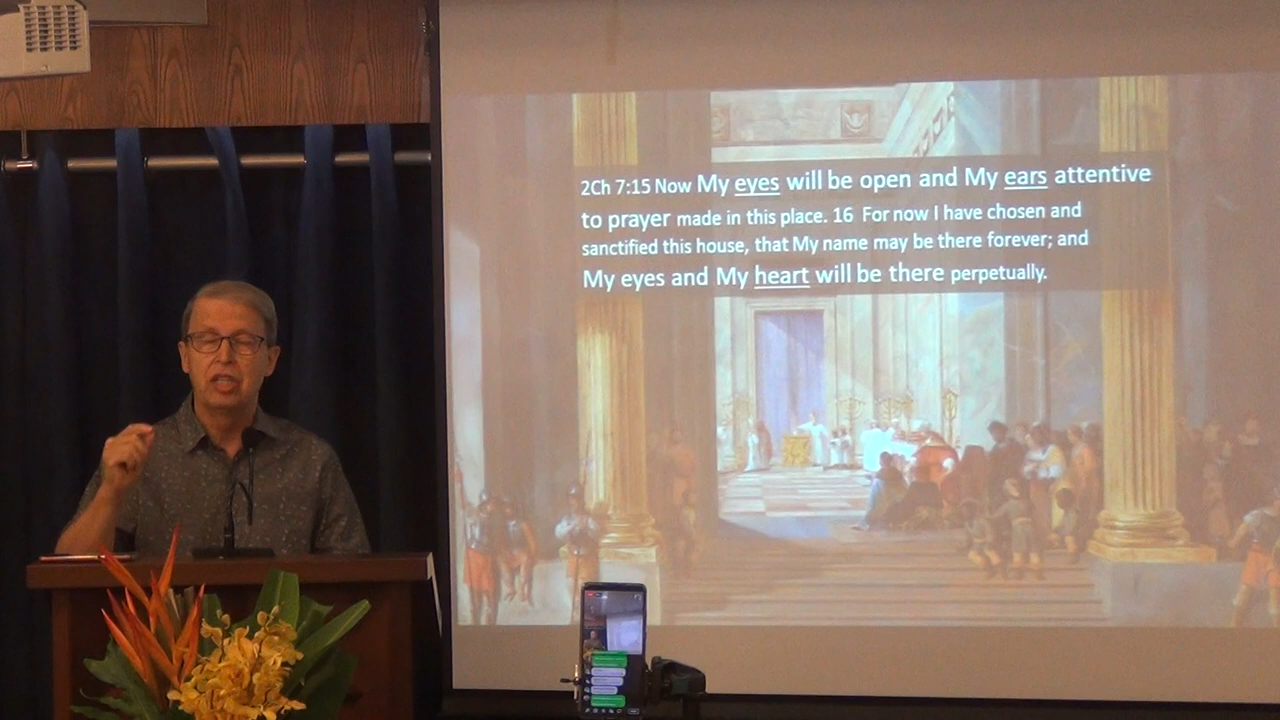 2Ch 7:15 Now My eyes will be open and My ears attentive
to prayer made in this place. 16 For now I have chosen and
sanctified this house, that My name may be there forever; and
My eyes and My heart will be there perpetually.